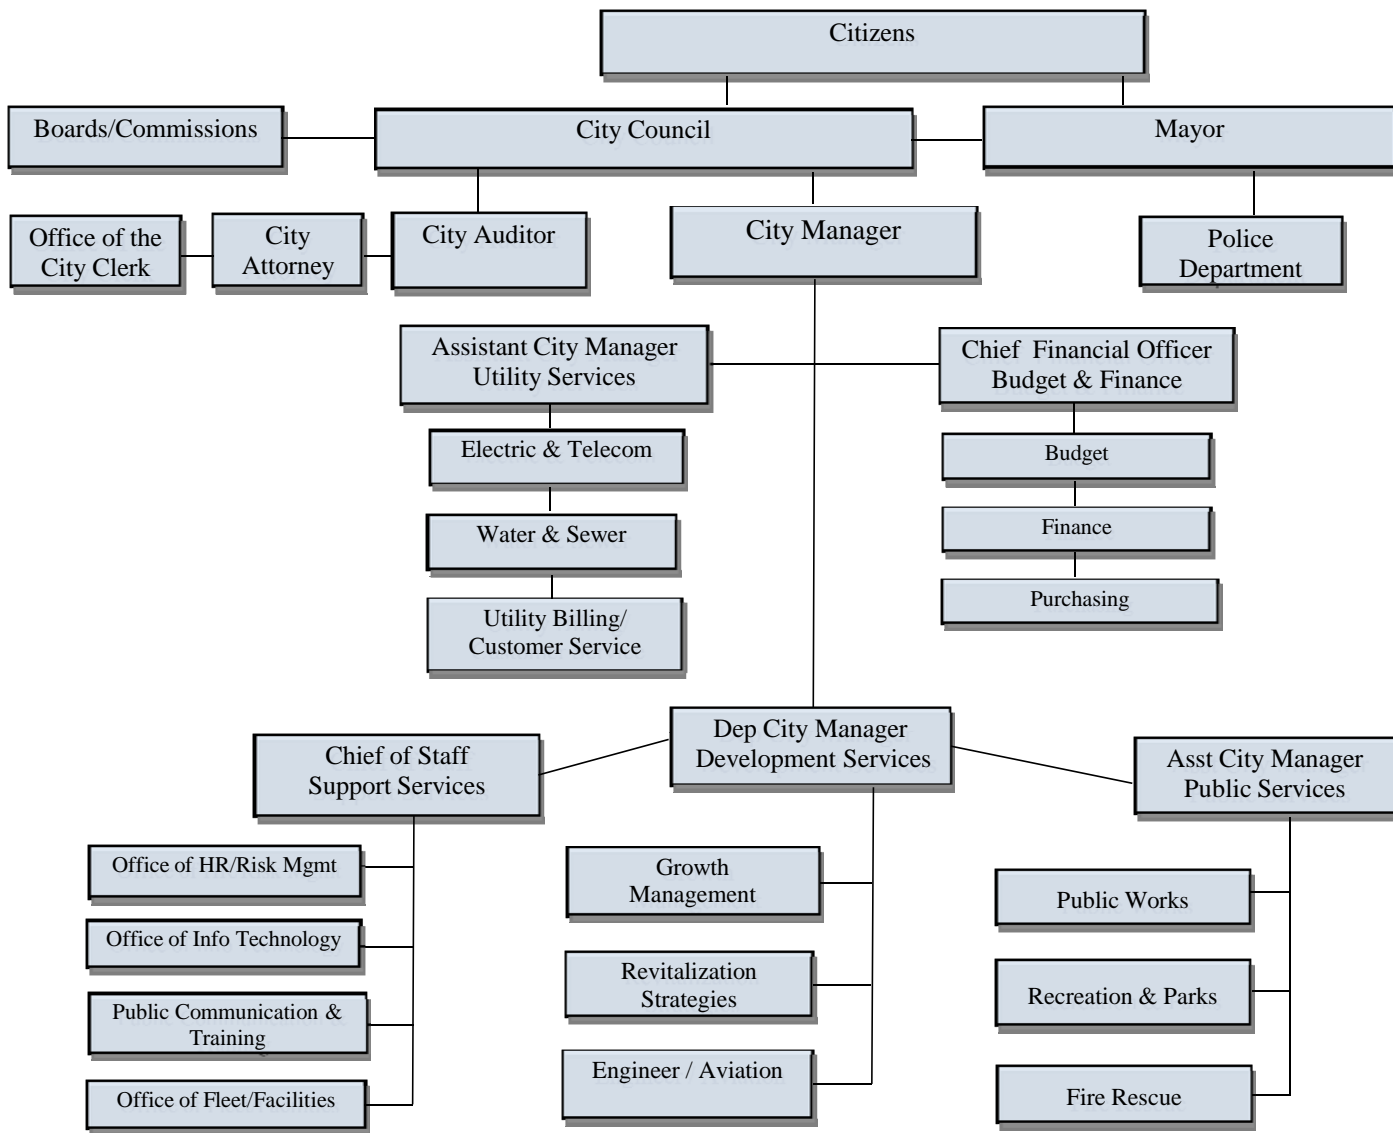 Citizens
Boards/Commissions
City Council
Mayor
Office of the
City Clerk
City
Attorney
City Auditor
City Manager
Police
Department
Assistant City Manager
Utility Services
Chief  Financial Officer
Budget & Finance
Electric & Telecom
Water & Sewer
Utility Billing/
Customer Service
Budget
Finance
Purchasing
Chief of Staff
Support Services
Dep City Manager
Development Services
Asst City Manager
Public Services
Office of HR/Risk Mgmt
Office of Info Technology
Public Communication &
Training
Office of Fleet/Facilities
Growth
Management
Revitalization
Strategies
Engineer / Aviation
Public Works
Recreation & Parks
Fire Rescue